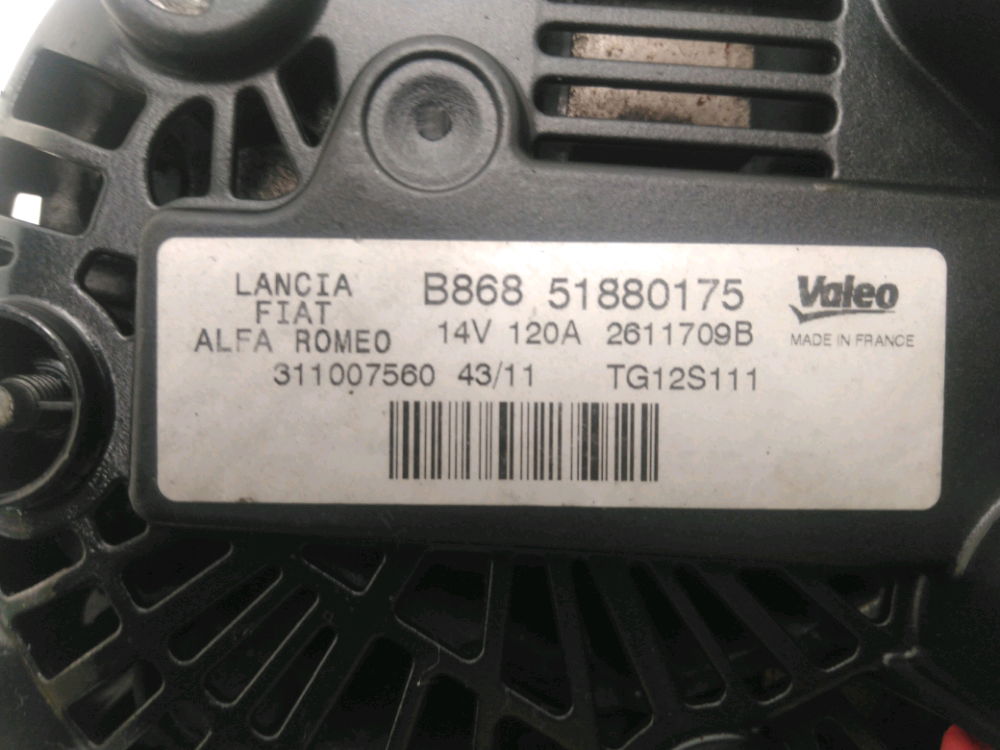 LANCIA
FIAT
ALFA ROMEO
B868 51880175
14V 120A 2611709B
311007560 43/11 TG12S111
Valeo
MADE IN FRANCE